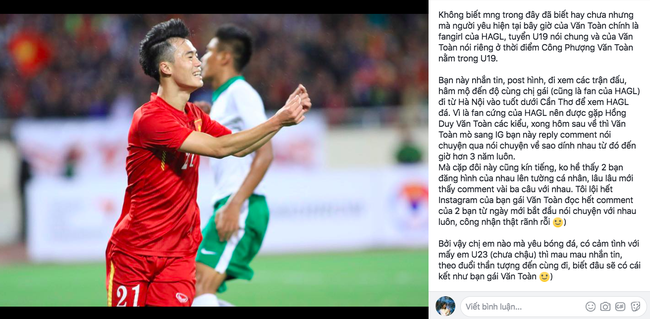 21
Không biết mng trong đây đã biết hay chưa nhưng
mà người yêu hiện tại bây giờ của Văn Toàn chính là
fangirl của HAGL, tuyển U19 nói chung và của Văn
Toàn nói riêng ở thời điểm Công Phượng Văn Toàn
nằm trong U19.
Bạn này nhắn tin, post hình, đi xem các trận đấu,
hâm mộ đến độ cùng chị gái (cũng là fan của HAGL)
đi từ Hà Nội vào tuốt dưới Cần Thơ để xem HAGL
đá. Vì là fan cứng của HAGL nên được gặp Hồng
Duy Văn Toàn các kiểu, xong hôm sau về thì Văn
Toàn mò sang IG bạn này reply comment nói
chuyện qua nói chuyện về sao dính nhau từ đó đến
giờ hơn 3 năm luôn.
Mà cặp đôi này cũng kín tiếng, ko hề thấy 2 bạn
đăng hình của nhau lên tường cá nhân, lâu lâu mới
thấy comment vài ba câu với nhau. Tôi lội hết
Instagram của bạn gái Văn Toàn đọc hết comment
của 2 bạn từ ngày mới bắt đầu nói chuyện với nhau
luôn, công nhận thật rãnh rỗi 😉)
Bởi vậy chị em nào mà yêu bóng đá, có cảm tình với
mấy em U23 (chưa chậu) thì mau mau nhắn tin,
theo đuổi thần tượng đến cùng đi, biết đâu sẽ có cái
kết như bạn gái Văn Toàn 😉)
Viết bình luận...